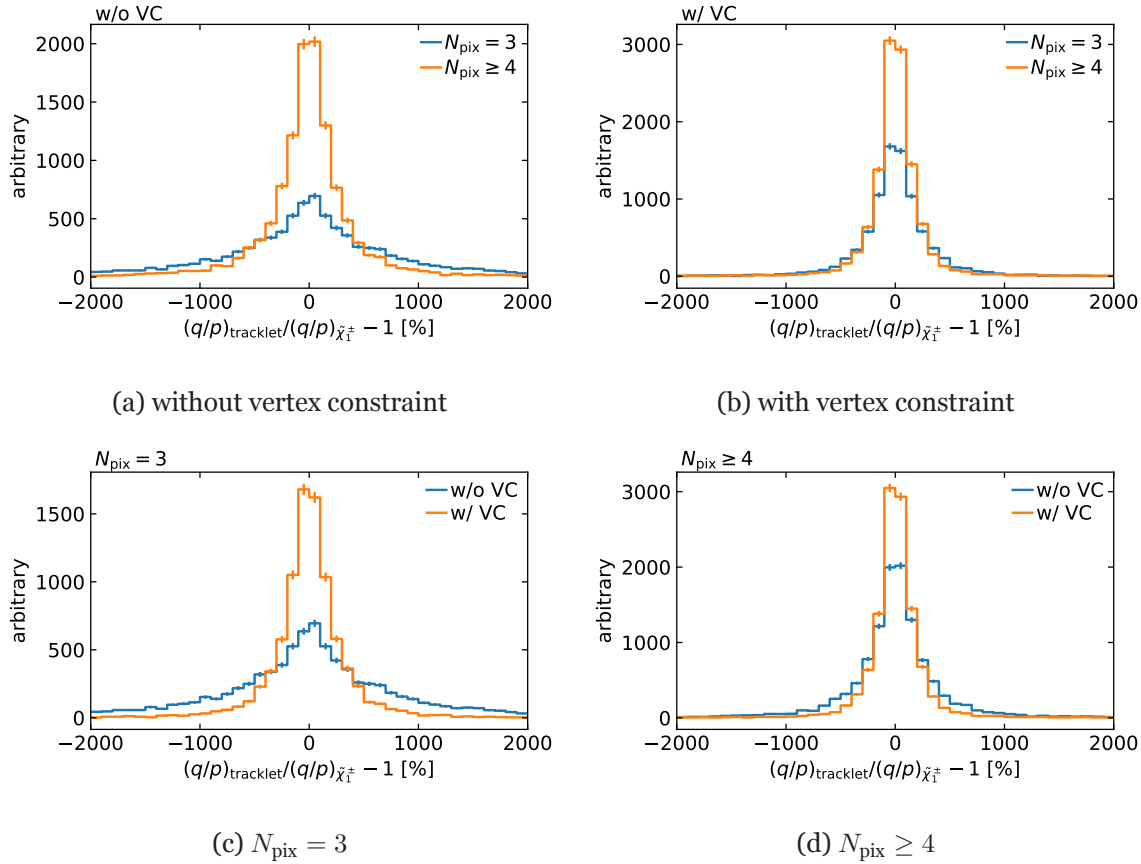 w/o VC
N_pix = 3
N_pix ≥ 4
arbitrary
2000
1500
1000
500
0
−2000 −1000 0 1000 2000
(q/p)_tracklet/(q/p)_χ̃₁± − 1 [%]
(a) without vertex constraint
w/ VC
N_pix = 3
N_pix ≥ 4
arbitrary
3000
2000
1000
0
−2000 −1000 0 1000 2000
(q/p)_tracklet/(q/p)_χ̃₁± − 1 [%]
(b) with vertex constraint
N_pix = 3
w/o VC
w/ VC
arbitrary
1500
1000
500
0
−2000 −1000 0 1000 2000
(q/p)_tracklet/(q/p)_χ̃₁± − 1 [%]
(c) N_pix = 3
N_pix ≥ 4
w/o VC
w/ VC
arbitrary
3000
2000
1000
0
−2000 −1000 0 1000 2000
(q/p)_tracklet/(q/p)_χ̃₁± − 1 [%]
(d) N_pix ≥ 4